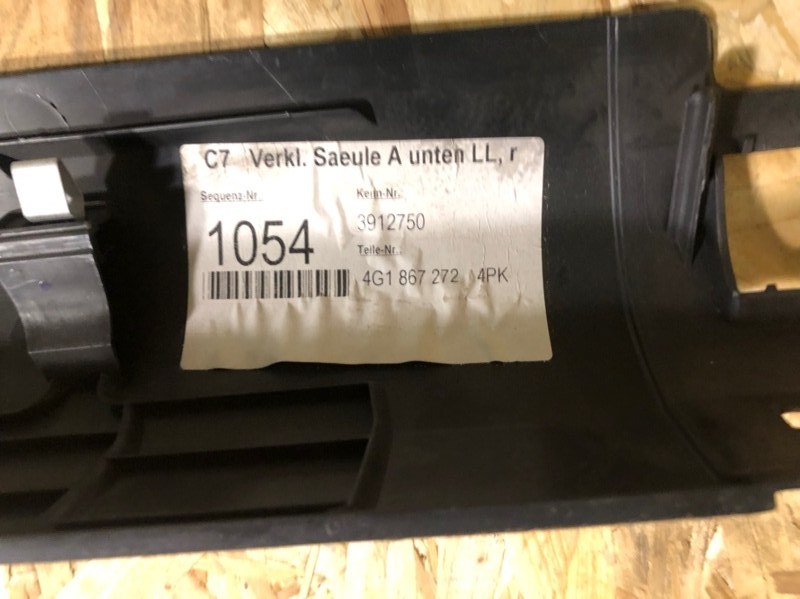 C7 Verkl. Saeule A unten LL, r
Sequenz-Nr.
Kenn-Nr.
1054
3912750
Teile-Nr.:
4G1 867 272 4PK